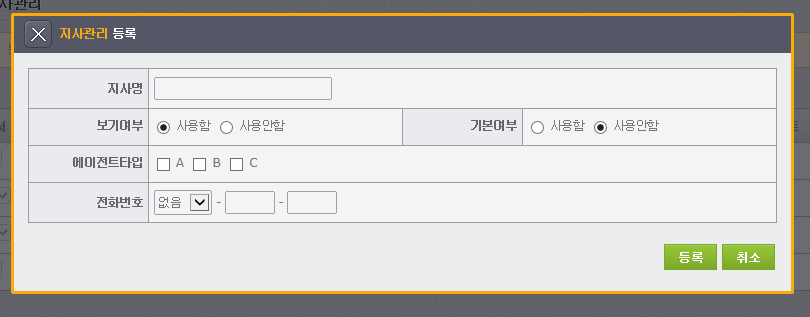 사관리
지사관리 등록
지사명
보기여부 사용함 사용안함 기본여부 사용함 사용안함
에이전트타입 A B C
전화번호 없음 - -
등록 취소